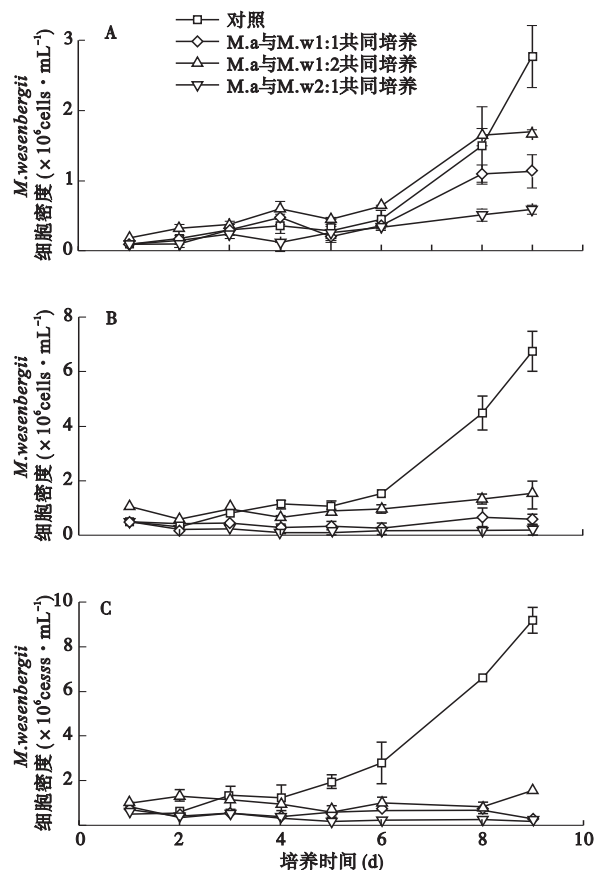 A
对照
M.a与M.w1:1共同培养
M.a与M.w1:2共同培养
M.a与M.w2:1共同培养
M.wesenbergii
细胞密度 (×10⁶cells·mL⁻¹)
3
2
1
0
B
M.wesenbergii
细胞密度 (×10⁶cells·mL⁻¹)
8
6
4
2
0
C
M.wesenbergii
细胞密度 (×10⁶cesss·mL⁻¹)
10
8
6
4
2
0 2 4 6 8 10
培养时间 (d)